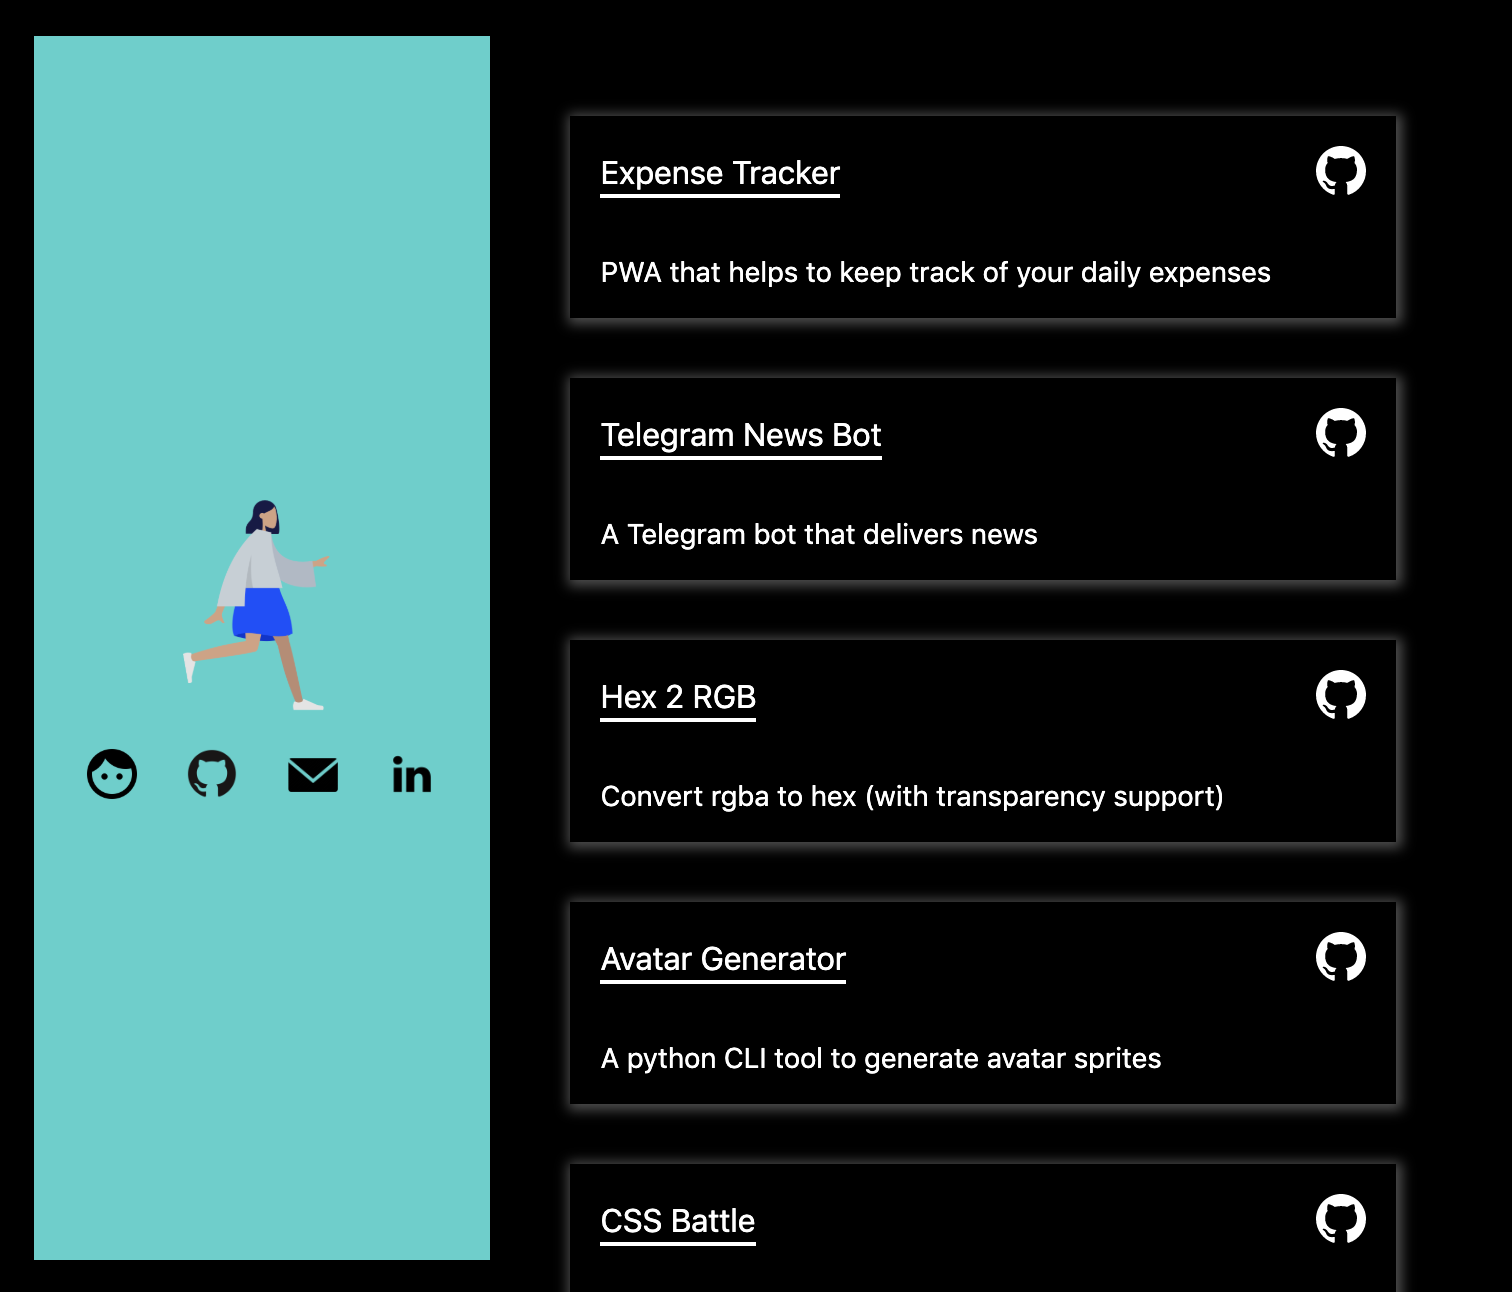 Expense Tracker
PWA that helps to keep track of your daily expenses
Telegram News Bot
A Telegram bot that delivers news
Hex 2 RGB
Convert rgba to hex (with transparency support)
Avatar Generator
A python CLI tool to generate avatar sprites
CSS Battle
in